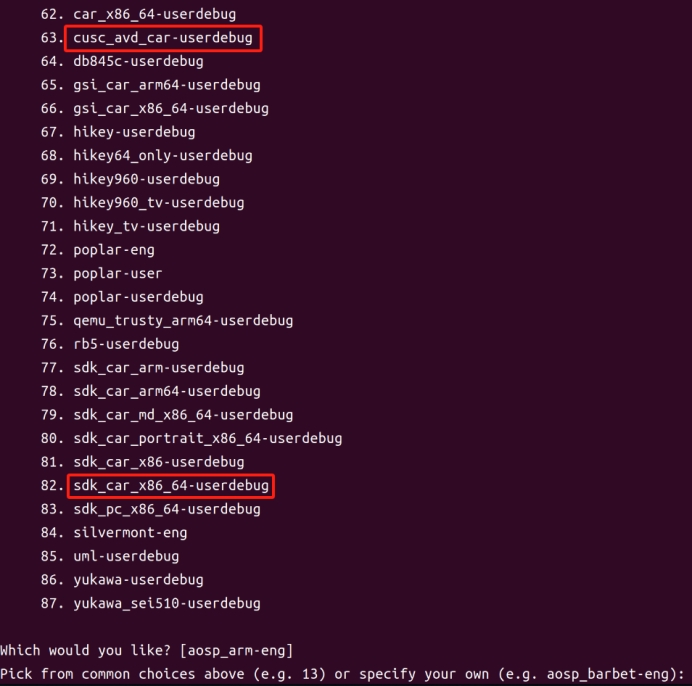 62. car_x86_64-userdebug
63. cusc_avd_car-userdebug
64. db845c-userdebug
65. gsi_car_arm64-userdebug
66. gsi_car_x86_64-userdebug
67. hikey-userdebug
68. hikey64_only-userdebug
69. hikey960-userdebug
70. hikey960_tv-userdebug
71. hikey_tv-userdebug
72. poplar-eng
73. poplar-user
74. poplar-userdebug
75. qemu_trusty_arm64-userdebug
76. rb5-userdebug
77. sdk_car_arm-userdebug
78. sdk_car_arm64-userdebug
79. sdk_car_md_x86_64-userdebug
80. sdk_car_portrait_x86_64-userdebug
81. sdk_car_x86-userdebug
82. sdk_car_x86_64-userdebug
83. sdk_pc_x86_64-userdebug
84. silvermont-eng
85. uml-userdebug
86. yukawa-userdebug
87. yukawa_sei510-userdebug
Which would you like? [aosp_arm-eng]
Pick from common choices above (e.g. 13) or specify your own (e.g. aosp_barbet-eng):